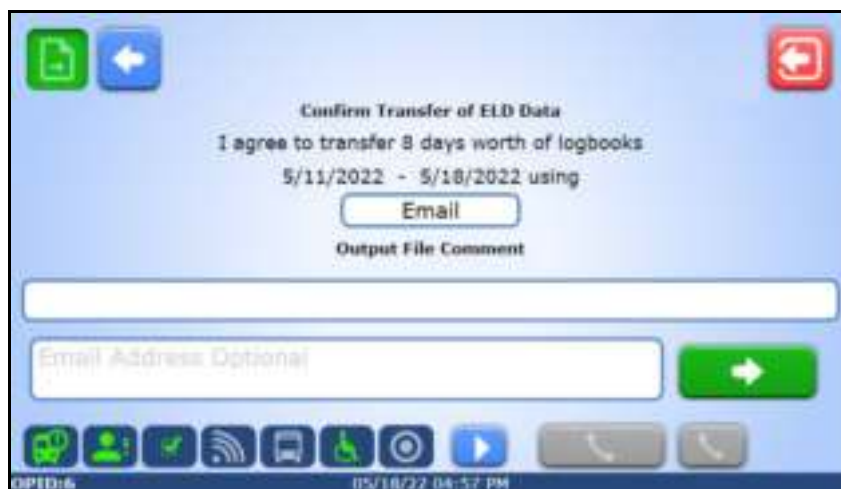 Confirm Transfer of ELD Data
I agree to transfer 8 days worth of logbooks
5/11/2022 - 5/18/2022 using
Email
Output File Comment
Email Address Optional
OPID:6 05/18/22 04:57 PM